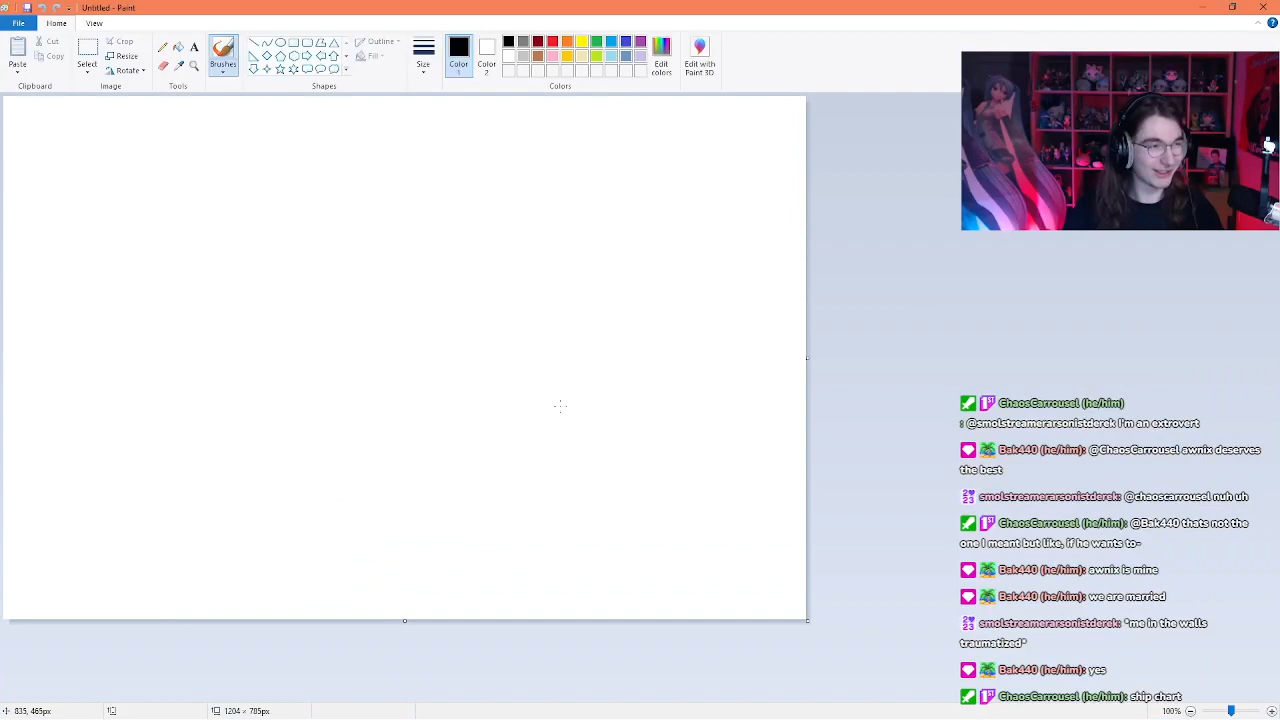 Untitled - Paint
File
Home
View
Paste
Cut
Copy
Clipboard
Select
Crop
Resize
Rotate
Image
A
Tools
Brushes
Outline
Fill
Shapes
Size
Color
1
Color
2
Edit
colors
Edit with
Paint 3D
Colors
ChaosCarrousel (he/him)
: @smolstreamerarsonistderek I'm an extrovert
Bak440 (he/him): @ChaosCarrousel awnix deserves
the best
smolstreamerarsonistderek: @chaoscarrousel nuh uh
ChaosCarrousel (he/him): @Bak440 thats not the
one I meant but like, if he wants to-
Bak440 (he/him): awnix is mine
Bak440 (he/him): we are married
smolstreamerarsonistderek: *me in the walls
traumatized*
Bak440 (he/him): yes
ChaosCarrousel (he/him): ship chart
835, 465px
1204 × 785px
100%